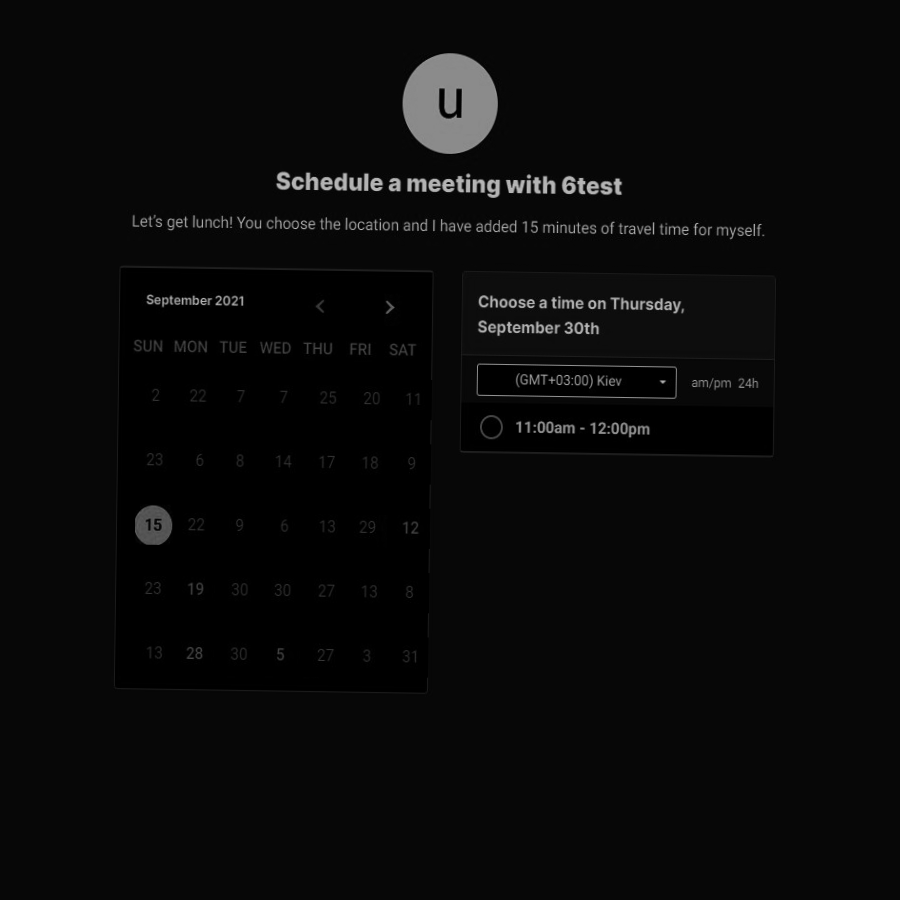 u
Schedule a meeting with 6test
Let's get lunch! You choose the location and I have added 15 minutes of travel time for myself.
September 2021
SUN MON TUE WED THU FRI SAT
2 22 7 7 25 20 11
23 6 8 14 17 18 9
15 22 9 6 13 29 12
23 19 30 30 27 13 8
13 28 30 5 27 3 31
Choose a time on Thursday,
September 30th
(GMT+03:00) Kiev am/pm 24h
11:00am - 12:00pm